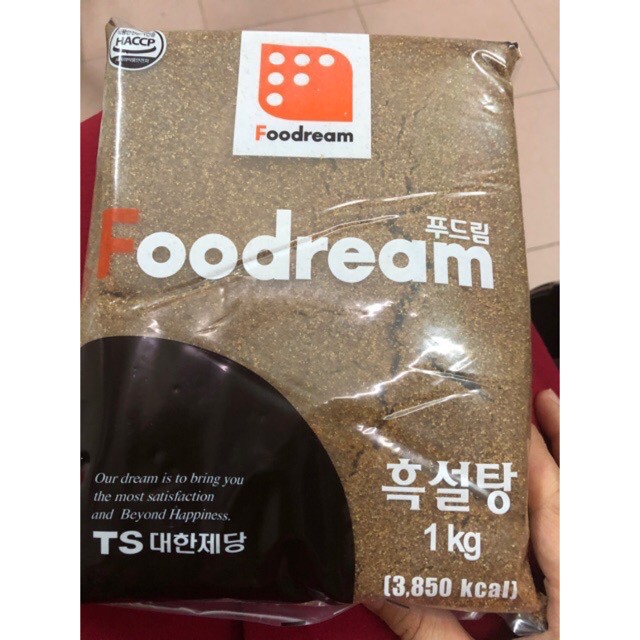 HACCP
Foodream
푸드림
Foodream
흑설탕
1kg
(3,850 kcal)
Our dream is to bring you
the most satisfaction
and Beyond Happiness.
TS 대한제당